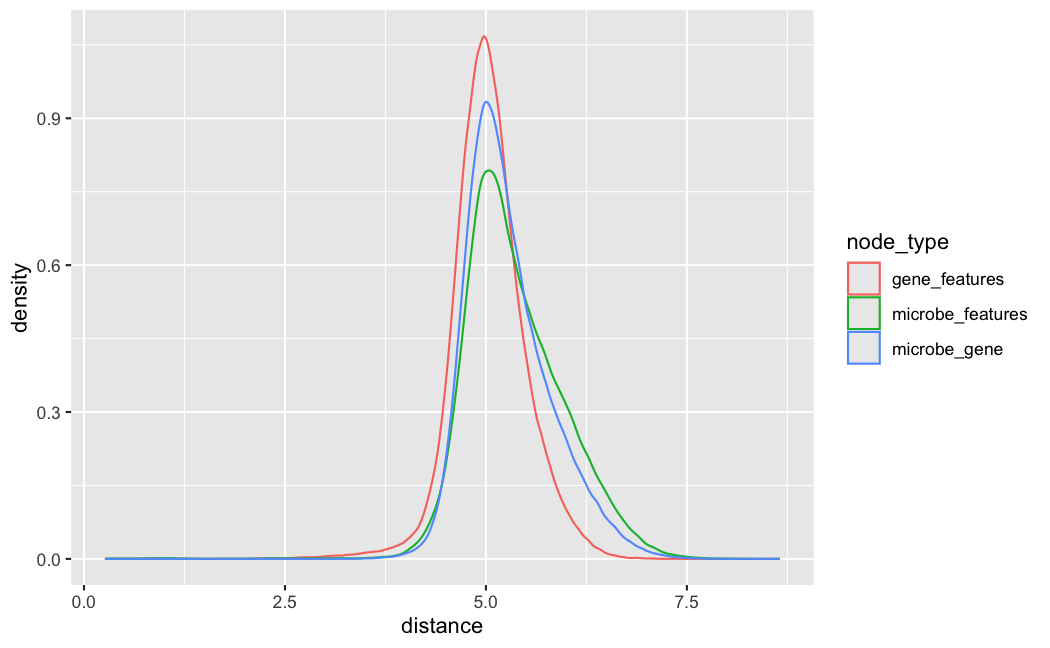 density
0.9
0.6
0.3
0.0
0.0 2.5 5.0 7.5
distance
node_type
gene_features
microbe_features
microbe_gene